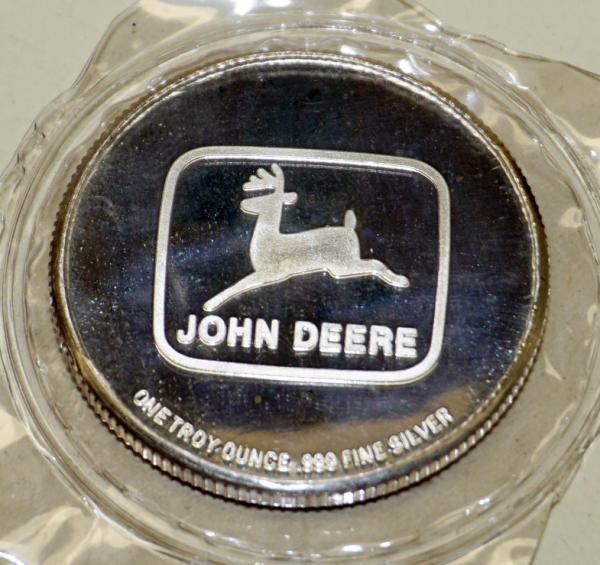 JOHN DEERE
ONE TROY OUNCE .999 FINE SILVER